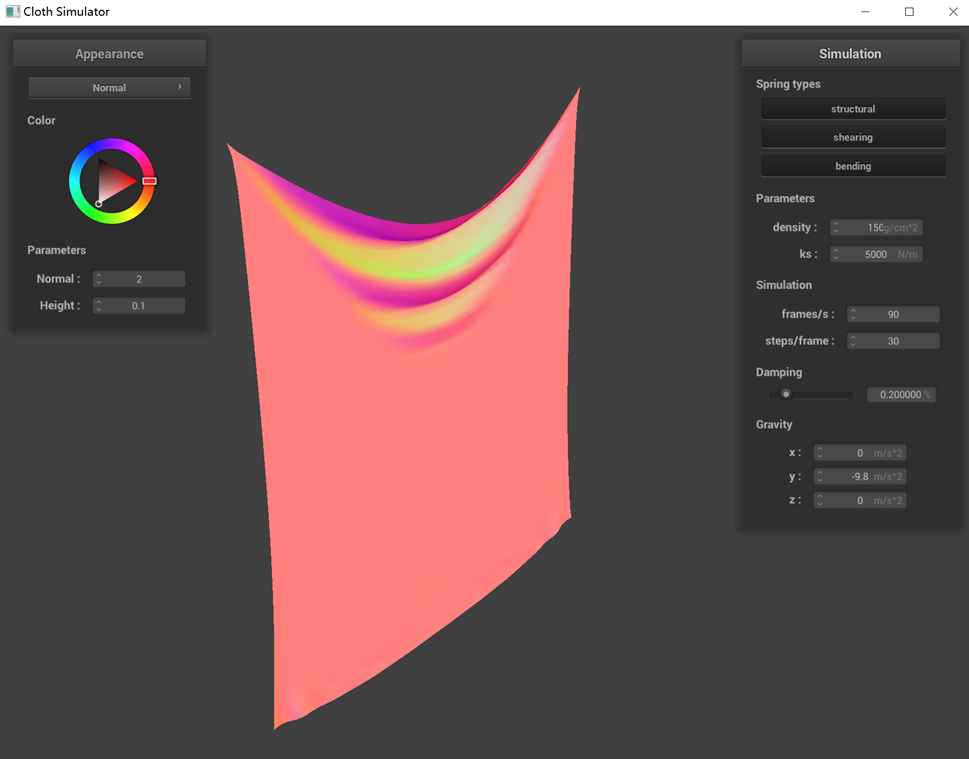 Cloth Simulator
Appearance
Normal
Color
Parameters
Normal :
2
Height :
0.1
Simulation
Spring types
structural
shearing
bending
Parameters
density :
150g/cm^2
ks :
5000 N/m
Simulation
frames/s :
90
steps/frame :
30
Damping
0.200000 %
Gravity
x :
0 m/s^2
y :
-9.8 m/s^2
z :
0 m/s^2